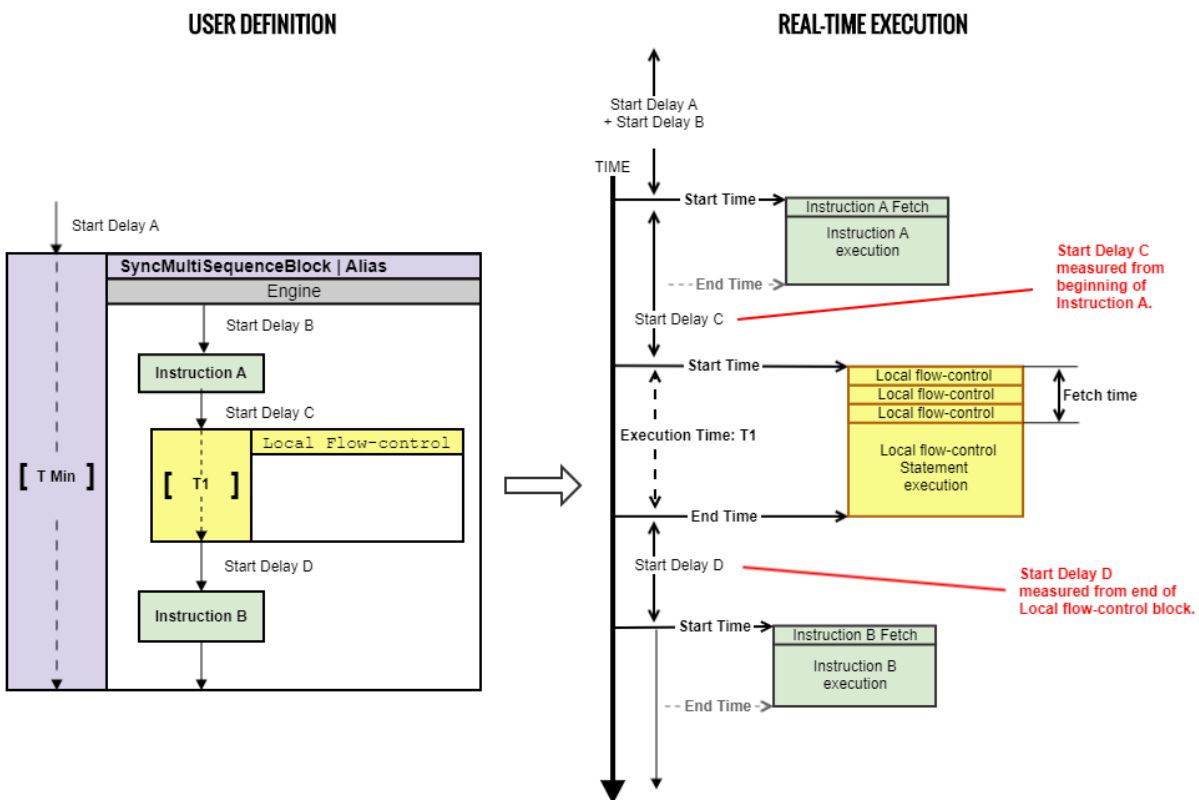 USER DEFINITION
Start Delay A
SyncMultiSequenceBlock | Alias
Engine
Start Delay B
Instruction A
Start Delay C
Local Flow-control
[ T Min ]
[ T1 ]
Start Delay D
Instruction B
REAL-TIME EXECUTION
Start Delay A
+ Start Delay B
TIME
Start Time
Instruction A Fetch
Instruction A
execution
End Time
Start Delay C
Start Delay C
measured from
beginning of
Instruction A.
Start Time
Local flow-control
Local flow-control
Local flow-control
Fetch time
Execution Time: T1
Local flow-control
Statement
execution
End Time
Start Delay D
Start Delay D
measured from end of
Local flow-control block.
Start Time
Instruction B Fetch
Instruction B
execution
End Time